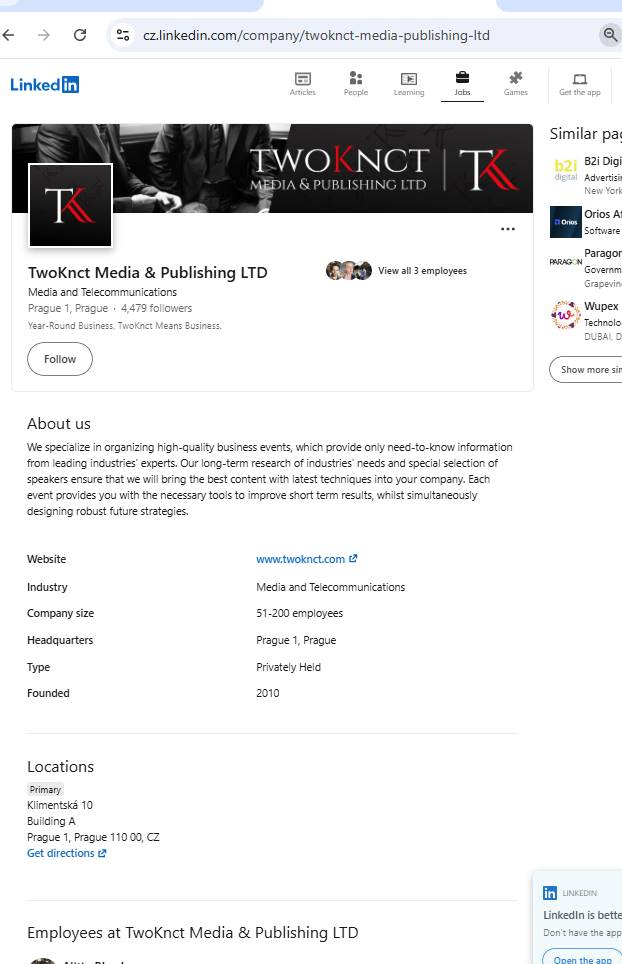 cz.linkedin.com/company/twoknct-media-publishing-ltd
Linkedin
Articles
People
Learning
Jobs
Games
Get the app
TWOKNCT
MEDIA & PUBLISHING LTD
TK
TK
TwoKnct Media & Publishing LTD
View all 3 employees
Media and Telecommunications
Prague 1, Prague · 4,479 followers
Year-Round Business, TwoKnct Means Business.
Follow
Similar pag
b2i
digital
B2i Digi
Advertisin
New York
Orios
Orios Af
Software
PARAGON
Paragon
Governm
Grapevin
Wupex
Technolo
DUBAI, D
Show more sim
About us
We specialize in organizing high-quality business events, which provide only need-to-know information
from leading industries' experts. Our long-term research of industries' needs and special selection of
speakers ensure that we will bring the best content with latest techniques into your company. Each
event provides you with the necessary tools to improve short term results, whilst simultaneously
designing robust future strategies.
Website www.twoknct.com
Industry Media and Telecommunications
Company size 51-200 employees
Headquarters Prague 1, Prague
Type Privately Held
Founded 2010
Locations
Primary
Klimentská 10
Building A
Prague 1, Prague 110 00, CZ
Get directions
Employees at TwoKnct Media & Publishing LTD
in LINKEDIN
LinkedIn is bette
Don't have the app
Open the app